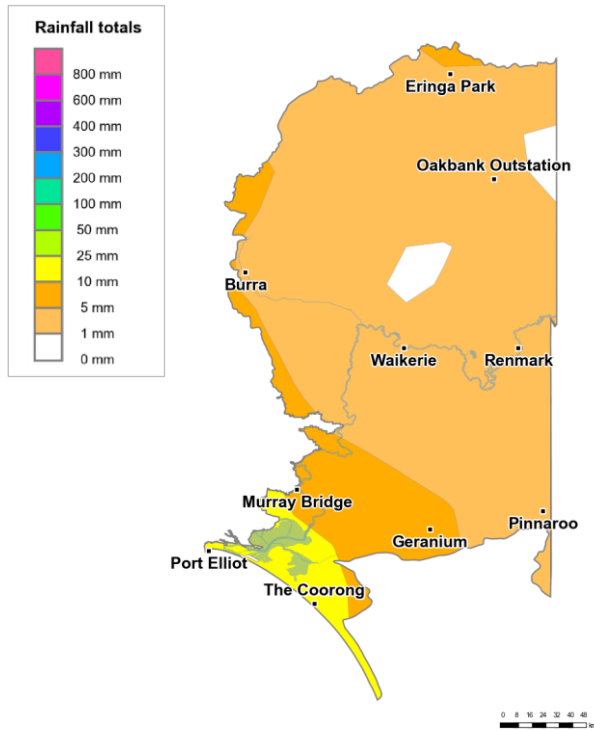 Rainfall totals
800 mm
600 mm
400 mm
300 mm
200 mm
100 mm
50 mm
25 mm
10 mm
5 mm
1 mm
0 mm
Eringa Park
Oakbank Outstation
Burra
Waikerie
Renmark
Murray Bridge
Pinnaroo
Geranium
Port Elliot
The Coorong
0 8 16 24 32 40 48